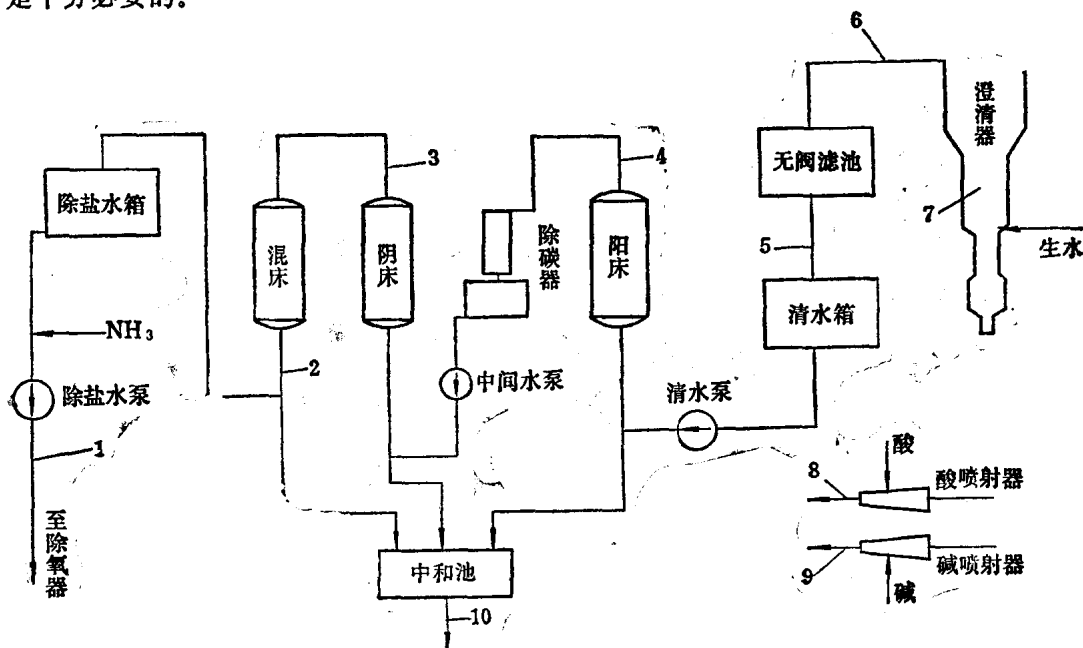 是十分必要的。
6
澄清器
3
4
无阀滤池
除盐水箱
7
混床
阴床
除碳器
阳床
5
生水
清水箱
NH₃
2
中间水泵
清水泵
除盐水泵
1
酸
8
酸喷射器
至除氧器
中和池
9
碱喷射器
碱
10